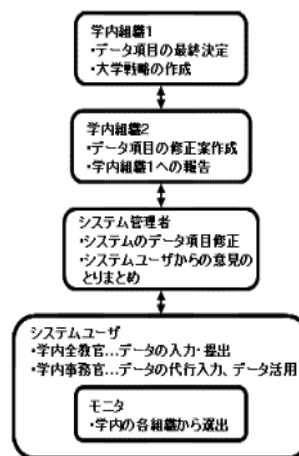 学内組織1
・データ項目の最終決定
・大学戦略の作成
学内組織2
・データ項目の修正案作成
・学内組織1への報告
システム管理者
・システムのデータ項目修正
・システムユーザからの意見の
とりまとめ
システムユーザ
・学内全教官…データの入力・提出
・学内事務官…データの代行入力、データ活用
モニタ
・学内の各組織から選出